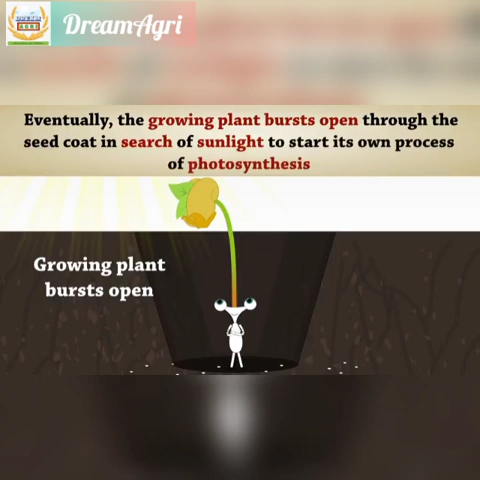 DreamAgri
Eventually, the growing plant bursts open through the
seed coat in search of sunlight to start its own process
of photosynthesis
Growing plant
bursts open